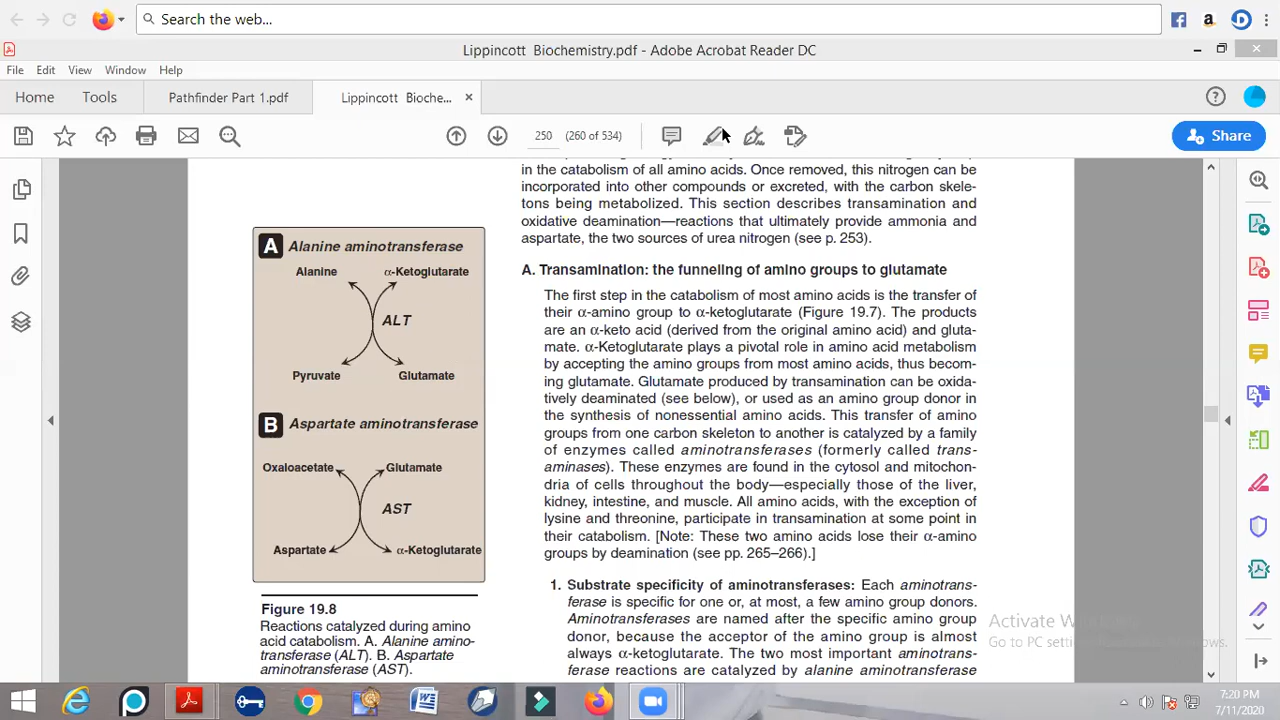 Search the web...
Lippincott Biochemistry.pdf - Adobe Acrobat Reader DC
File Edit View Window Help
Home Tools Pathfinder Part 1.pdf Lippincott Bioche... ×
250 (260 of 534) Share
in the catabolism of all amino acids. Once removed, this nitrogen can be
incorporated into other compounds or excreted, with the carbon skele-
tons being metabolized. This section describes transamination and
oxidative deamination—reactions that ultimately provide ammonia and
aspartate, the two sources of urea nitrogen (see p. 253).
A. Transamination: the funneling of amino groups to glutamate
The first step in the catabolism of most amino acids is the transfer of
their α-amino group to α-ketoglutarate (Figure 19.7). The products
are an α-keto acid (derived from the original amino acid) and gluta-
mate. α-Ketoglutarate plays a pivotal role in amino acid metabolism
by accepting the amino groups from most amino acids, thus becom-
ing glutamate. Glutamate produced by transamination can be oxida-
tively deaminated (see below), or used as an amino group donor in
the synthesis of nonessential amino acids. This transfer of amino
groups from one carbon skeleton to another is catalyzed by a family
of enzymes called aminotransferases (formerly called trans-
aminases). These enzymes are found in the cytosol and mitochon-
dria of cells throughout the body—especially those of the liver,
kidney, intestine, and muscle. All amino acids, with the exception of
lysine and threonine, participate in transamination at some point in
their catabolism. [Note: These two amino acids lose their α-amino
groups by deamination (see pp. 265–266).]
1. Substrate specificity of aminotransferases: Each aminotrans-
ferase is specific for one or, at most, a few amino group donors.
Aminotransferases are named after the specific amino group
donor, because the acceptor of the amino group is almost
always α-ketoglutarate. The two most important aminotrans-
ferase reactions are catalyzed by alanine aminotransferase
A Alanine aminotransferase
Alanine α-Ketoglutarate
ALT
Pyruvate Glutamate
B Aspartate aminotransferase
Oxaloacetate Glutamate
AST
Aspartate α-Ketoglutarate
Figure 19.8
Reactions catalyzed during amino
acid catabolism. A. Alanine amino-
transferase (ALT). B. Aspartate
aminotransferase (AST).
Go to PC
7:20 PM
7/11/2020